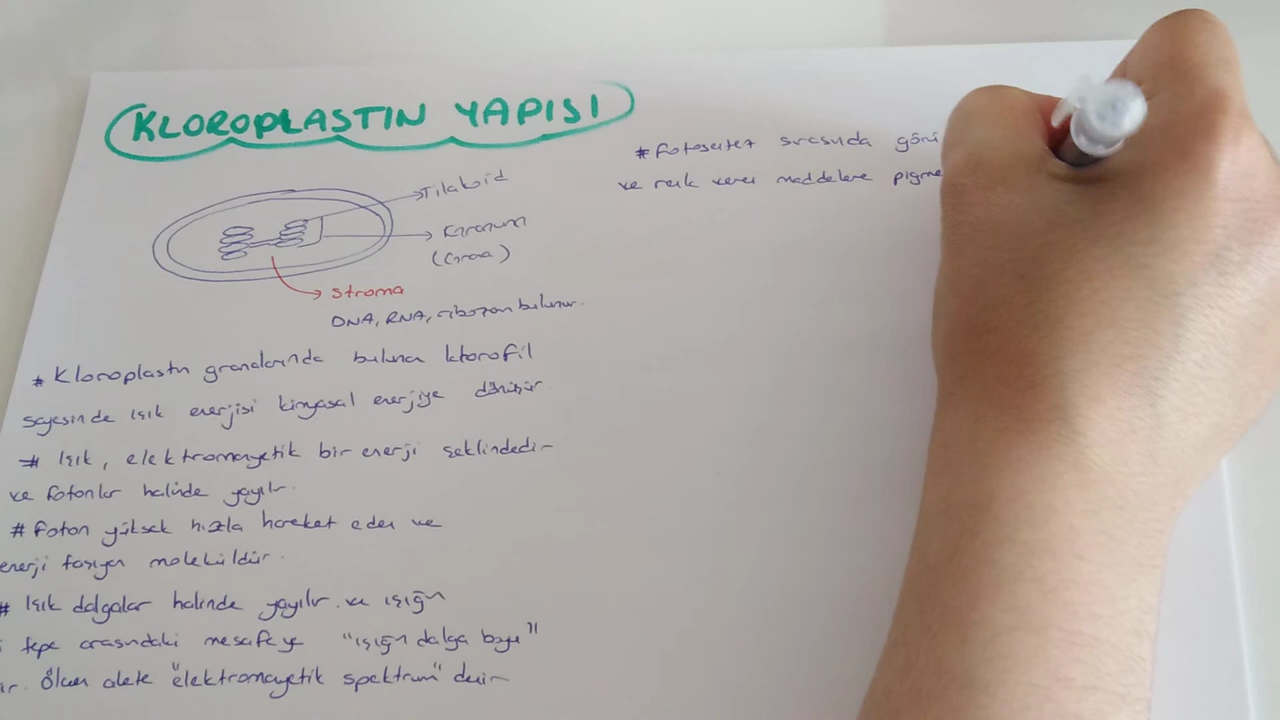 KLOROPLASTIN YAPISI
Tilakoid
Granum
(Grana)
Stroma
DNA, RNA, ribozom bulunur.
* Kloroplastın granalarında bulunan klorofil
sayesinde ışık enerjisi kimyasal enerjiye dönüşür
* Işık, elektromanyetik bir enerji şeklindedir
ve fotonlar halinde yayılır.
* Foton yüksek hızla hareket eden ve
enerji taşıyan moleküldür.
* Işık dalgalar halinde yayılır. ve ışığın
tepe arasındaki mesafeye "ışığın dalga boyu"
Ölçen alete "elektromanyetik spektrum" denir
* Fotosentez sırasında
ve renk veren maddelere